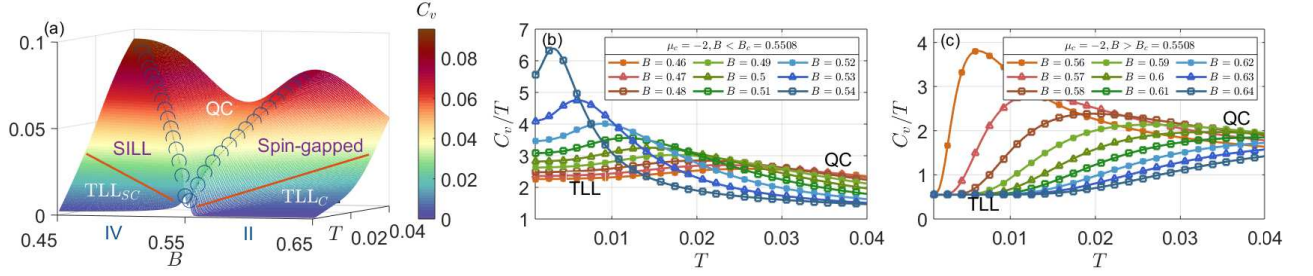 (a)
C_v
0.1
0.05
0
QC
SILL
Spin-gapped
TLL_SC
TLL_C
0.45
IV
0.55
B
II
0.65
T
0.02
0.04
0.08
0.06
0.04
0.02
0
(b)
μ_c = −2, B < B_c = 0.5508
B = 0.46 B = 0.49 B = 0.52
B = 0.47 B = 0.5 B = 0.53
B = 0.48 B = 0.51 B = 0.54
7
6
5
4
3
2
1
C_v/T
QC
TLL
0.01 0.02 0.03 0.04
T
(c)
μ_c = −2, B > B_c = 0.5508
B = 0.56 B = 0.59 B = 0.62
B = 0.57 B = 0.6 B = 0.63
B = 0.58 B = 0.61 B = 0.64
4
3
2
1
0
C_v/T
QC
TLL
0.01 0.02 0.03 0.04
T